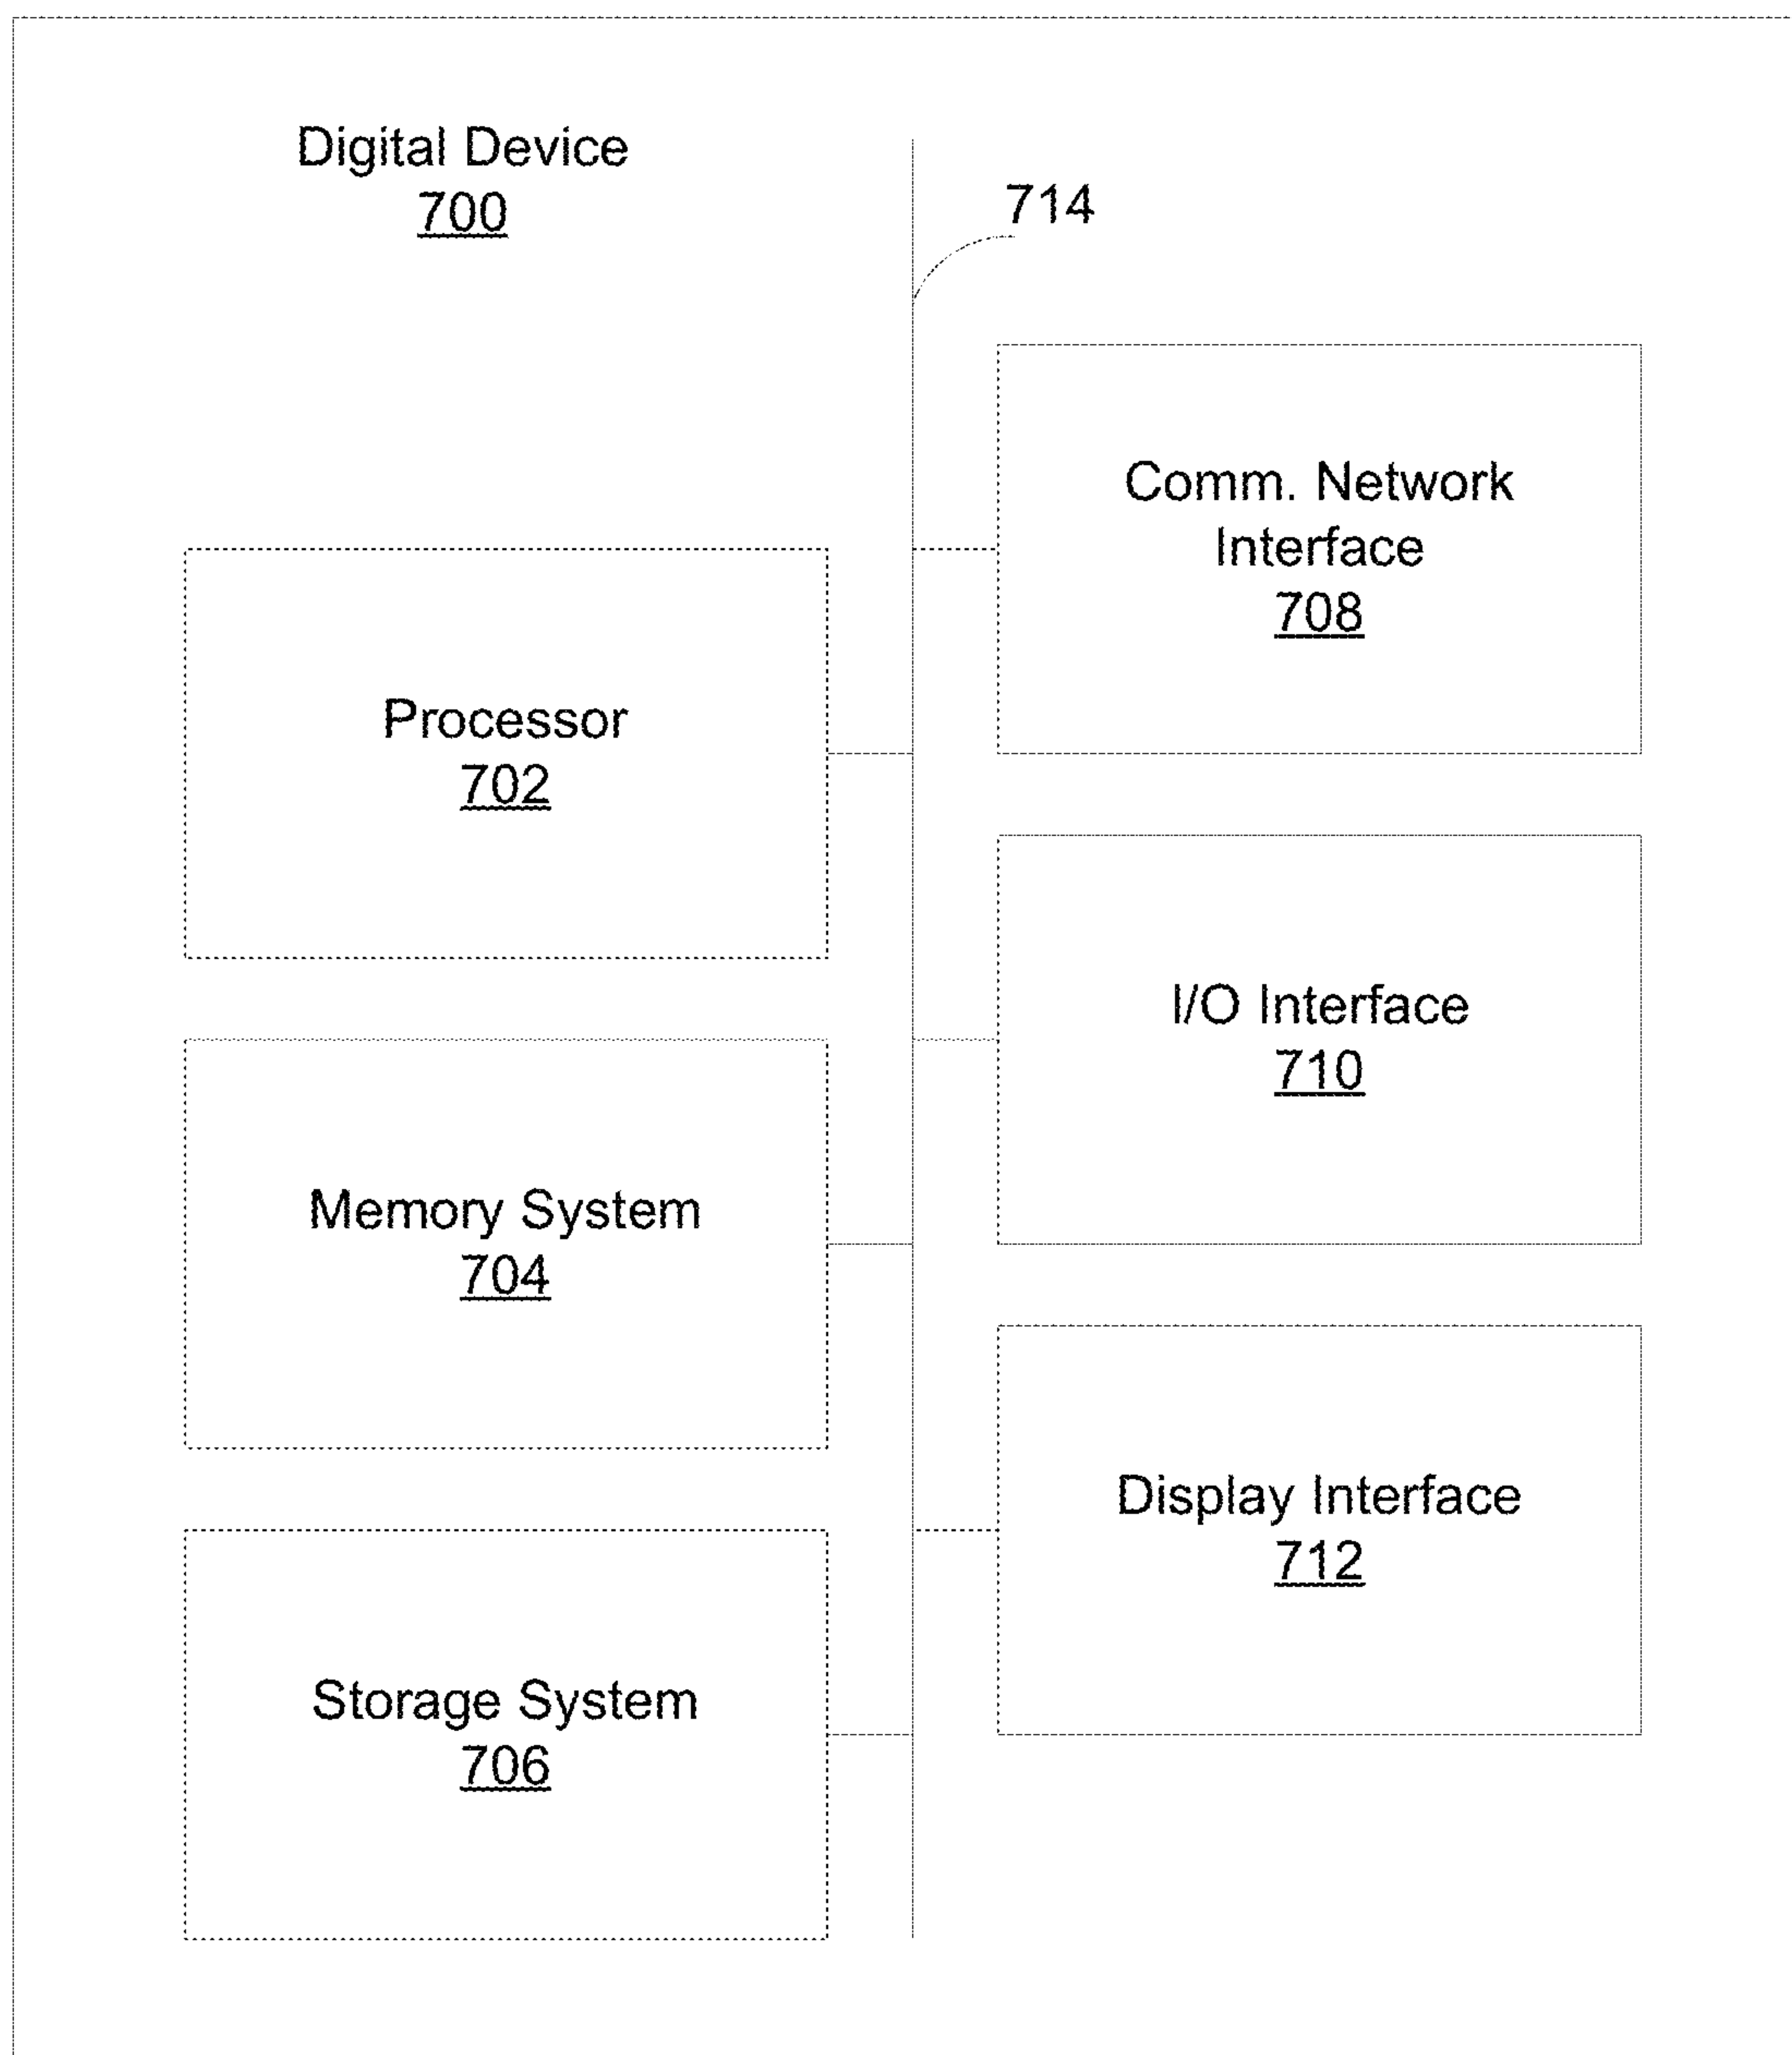 Digital Device
700
714
Comm. Network
Interface
708
Processor
702
I/O Interface
710
Memory System
704
Display Interface
712
Storage System
706